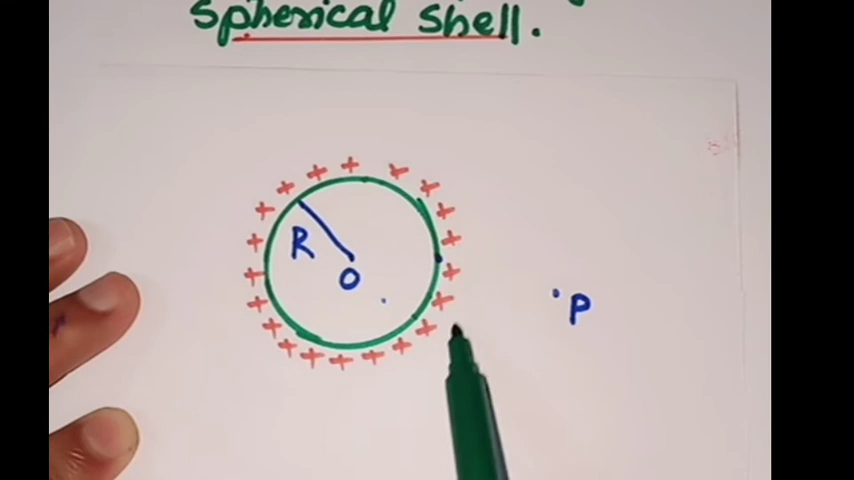 Spherical Shell.
+ + + + + + + + + + + + + + + + + + + + + +
R
O
P